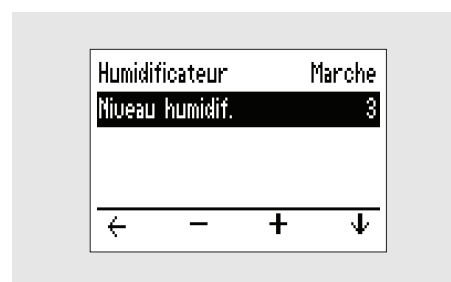 Humidificateur Marche
Niveau humidif. 3
← − + ↓